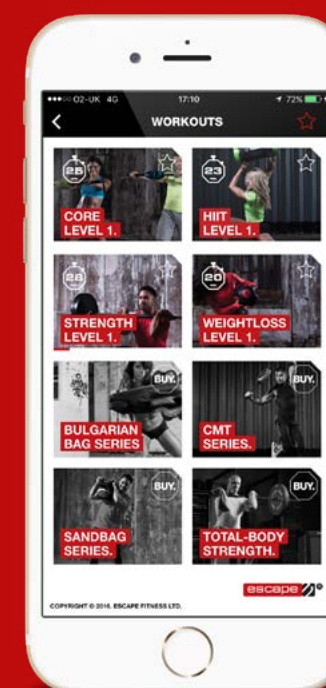 O2-UK 4G 17:10 72%
WORKOUTS
25 23
CORE
LEVEL 1.
HIIT
LEVEL 1.
28 20
STRENGTH
LEVEL 1.
WEIGHTLOSS
LEVEL 1.
BUY. BUY.
BULGARIAN
BAG SERIES
CMT
SERIES.
BUY. BUY.
SANDBAG
SERIES.
TOTAL-BODY
STRENGTH.
escape
COPYRIGHT © 2016. ESCAPE FITNESS LTD.